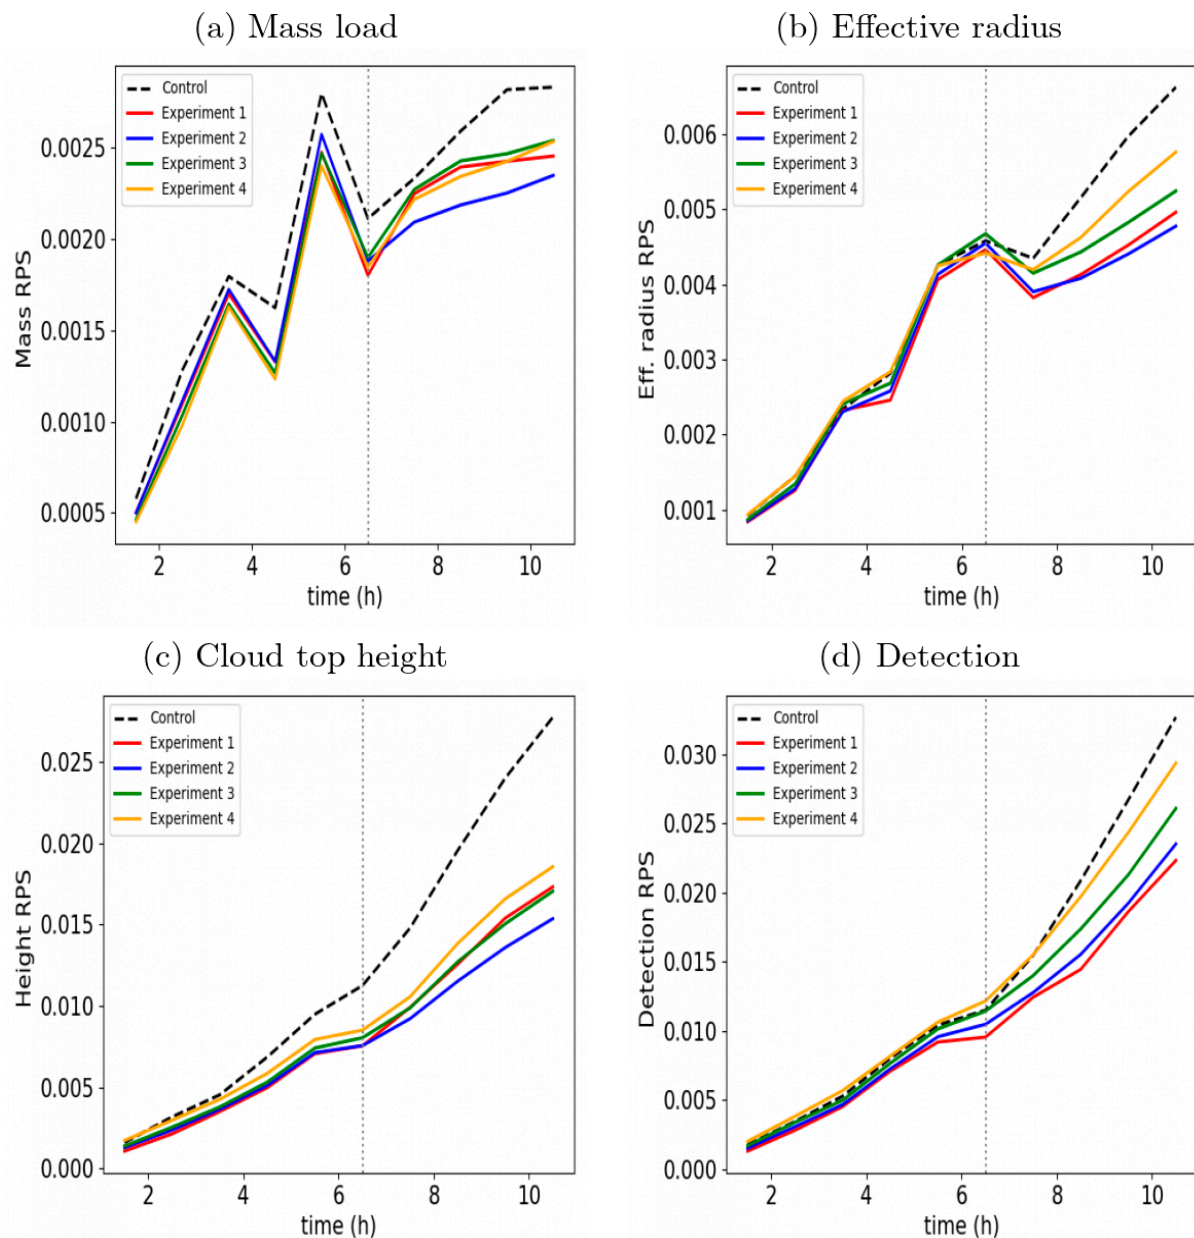 (a) Mass load
Mass RPS
0.0025
0.0020
0.0015
0.0010
0.0005
Control
Experiment 1
Experiment 2
Experiment 3
Experiment 4
2 4 6 8 10
time (h)
(b) Effective radius
Eff. radius RPS
0.006
0.005
0.004
0.003
0.002
0.001
Control
Experiment 1
Experiment 2
Experiment 3
Experiment 4
2 4 6 8 10
time (h)
(c) Cloud top height
Height RPS
0.025
0.020
0.015
0.010
0.005
0.000
Control
Experiment 1
Experiment 2
Experiment 3
Experiment 4
2 4 6 8 10
time (h)
(d) Detection
Detection RPS
0.030
0.025
0.020
0.015
0.010
0.005
0.000
Control
Experiment 1
Experiment 2
Experiment 3
Experiment 4
2 4 6 8 10
time (h)